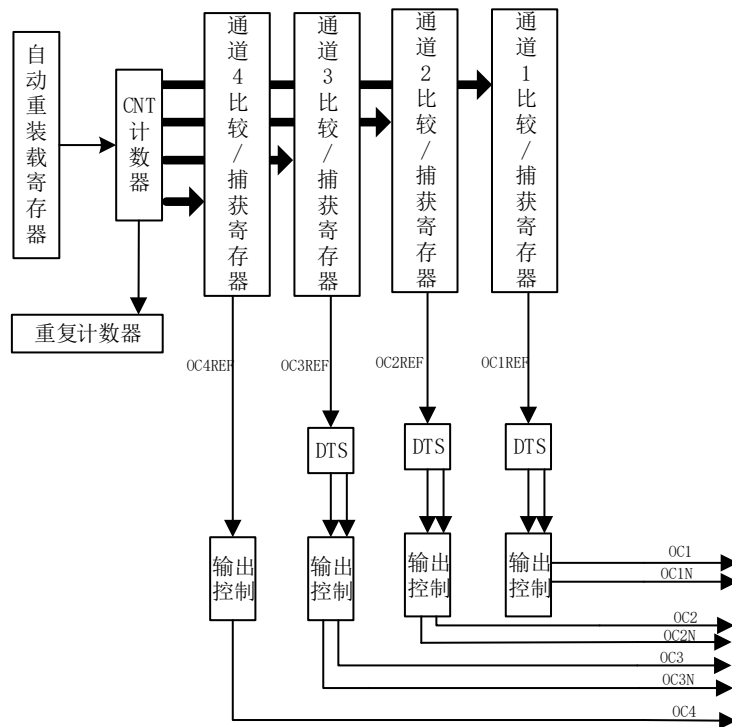 自动重装载寄存器
CNT
计数器
通道4比较/捕获寄存器
通道3比较/捕获寄存器
通道2比较/捕获寄存器
通道1比较/捕获寄存器
重复计数器
OC4REF
OC3REF
OC2REF
OC1REF
DTS
DTS
DTS
输出
控制
输出
控制
输出
控制
输出
控制
OC1
OC1N
OC2
OC2N
OC3
OC3N
OC4